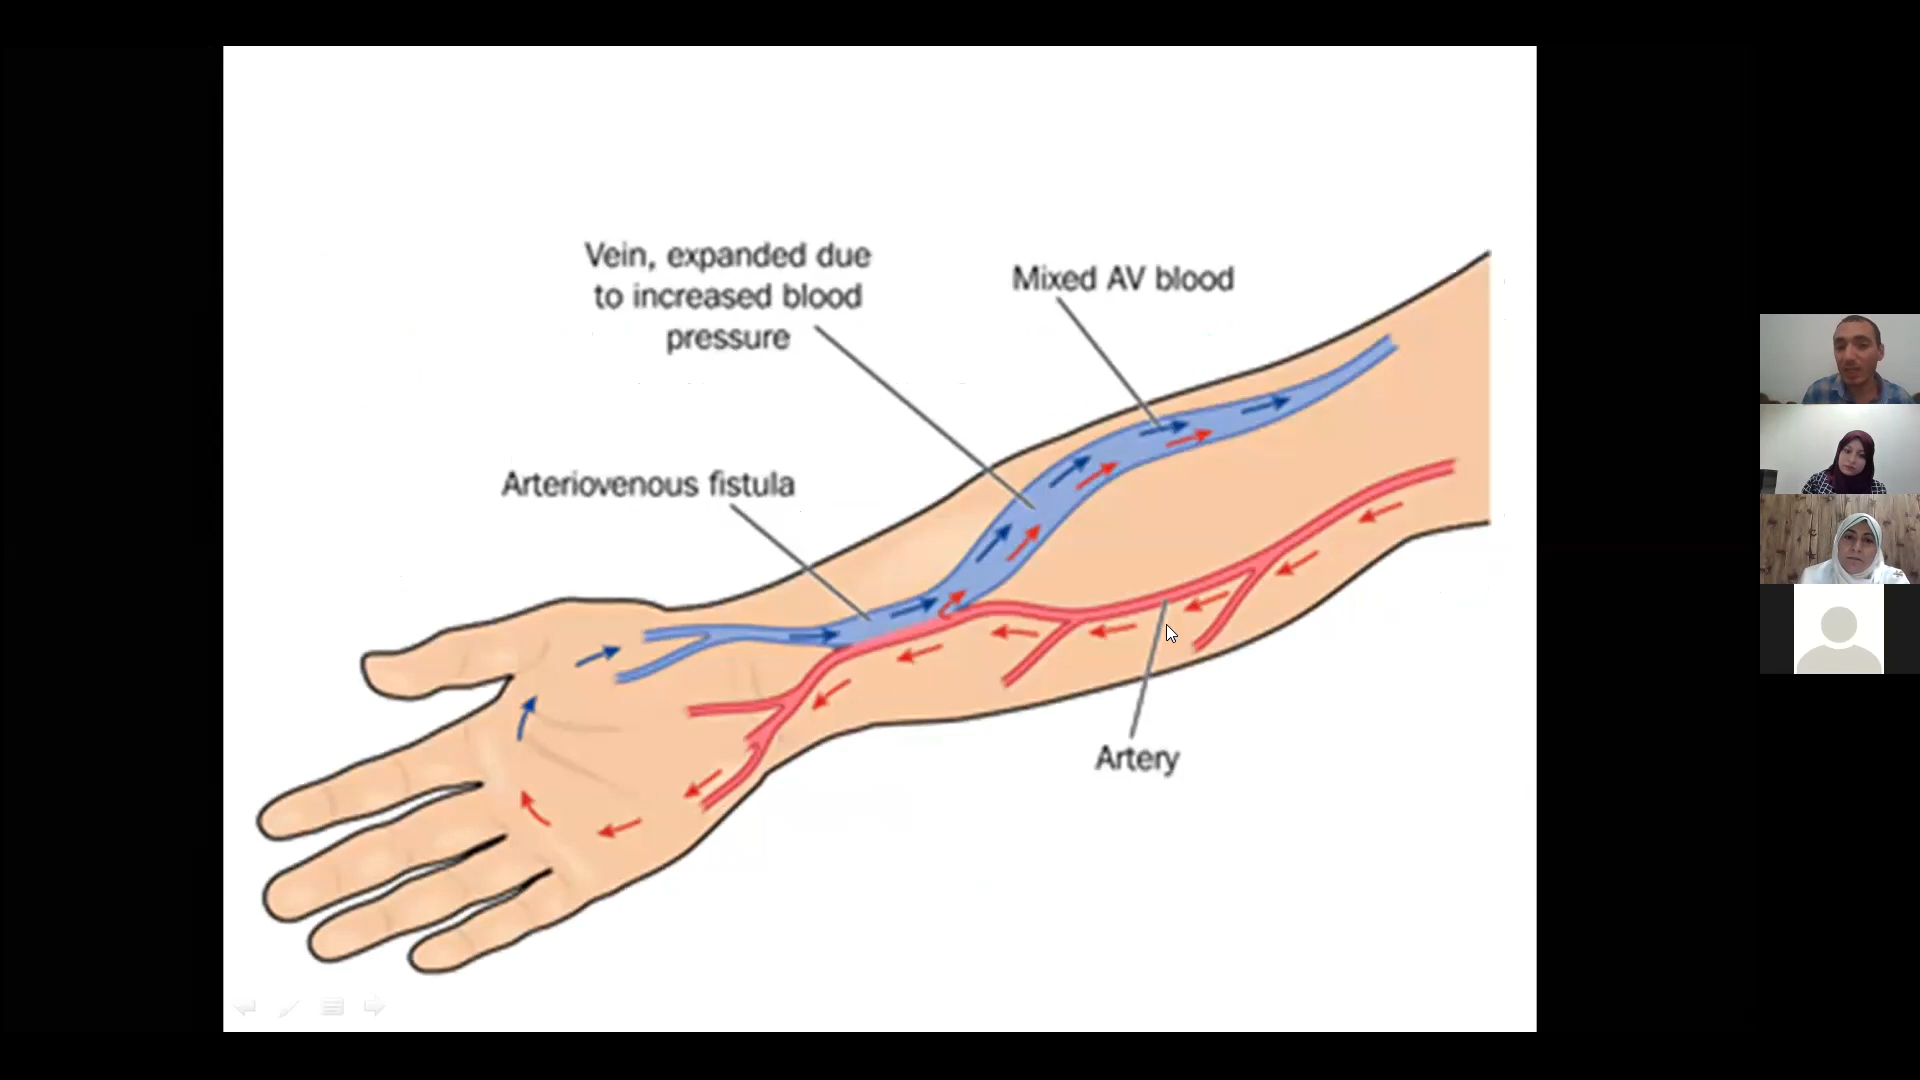 Vein, expanded due
to increased blood
pressure
Mixed AV blood
Arteriovenous fistula
Artery